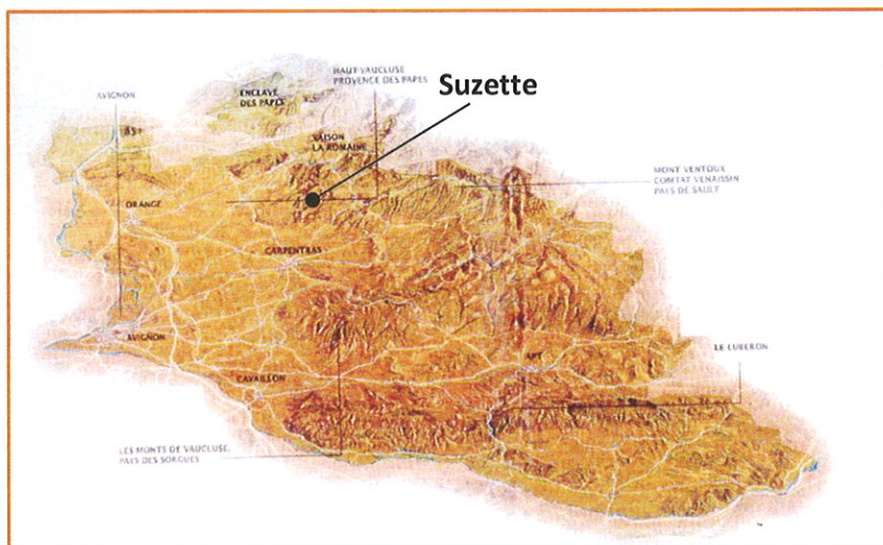 HAUT-VAUCLUSE
PROVENCE DES PAPES
Suzette
AVIGNON
ENCLAVE
DES PAPES
VAISON
LA ROMAINE
MONT VENTOUX
COMTAT VENAISSIN
PAYS DE SAULT
ORANGE
CARPENTRAS
AVIGNON
APT
LE LUBERON
CAVAILLON
LES MONTS DE VAUCLUSE,
PAYS DES SORGUES